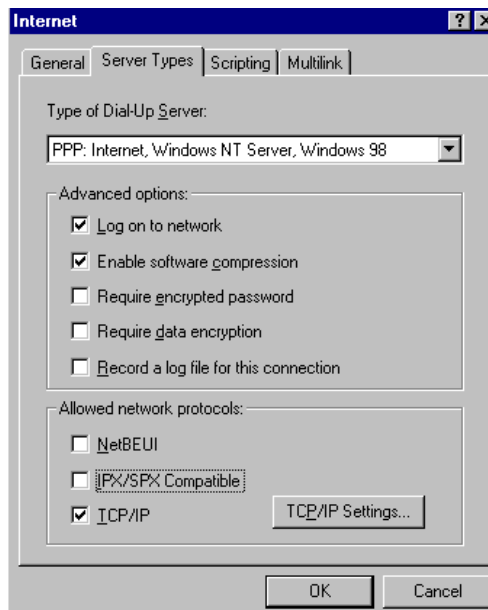 Internet
General Server Types Scripting Multilink
Type of Dial-Up Server:
PPP: Internet, Windows NT Server, Windows 98
Advanced options:
Log on to network
Enable software compression
Require encrypted password
Require data encryption
Record a log file for this connection
Allowed network protocols:
NetBEUI
IPX/SPX Compatible
TCP/IP TCP/IP Settings...
OK Cancel